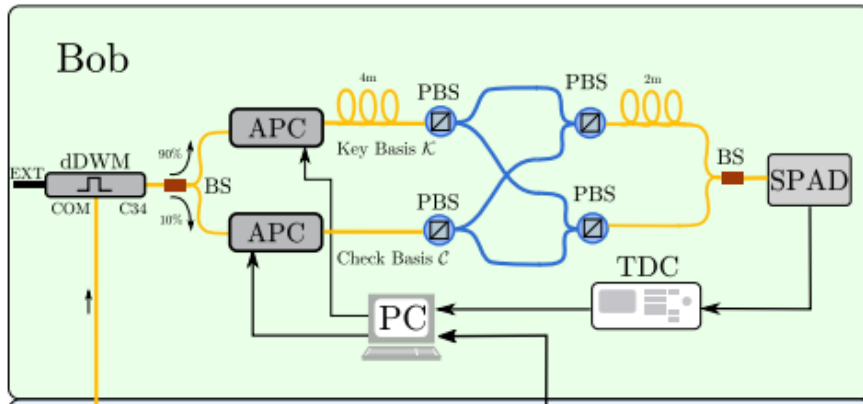 Bob
4m
PBS
PBS
2m
APC
Key Basis K
dDWM
90%
EXT
BS
BS
SPAD
COM
C34
10%
PBS
PBS
APC
Check Basis C
TDC
PC